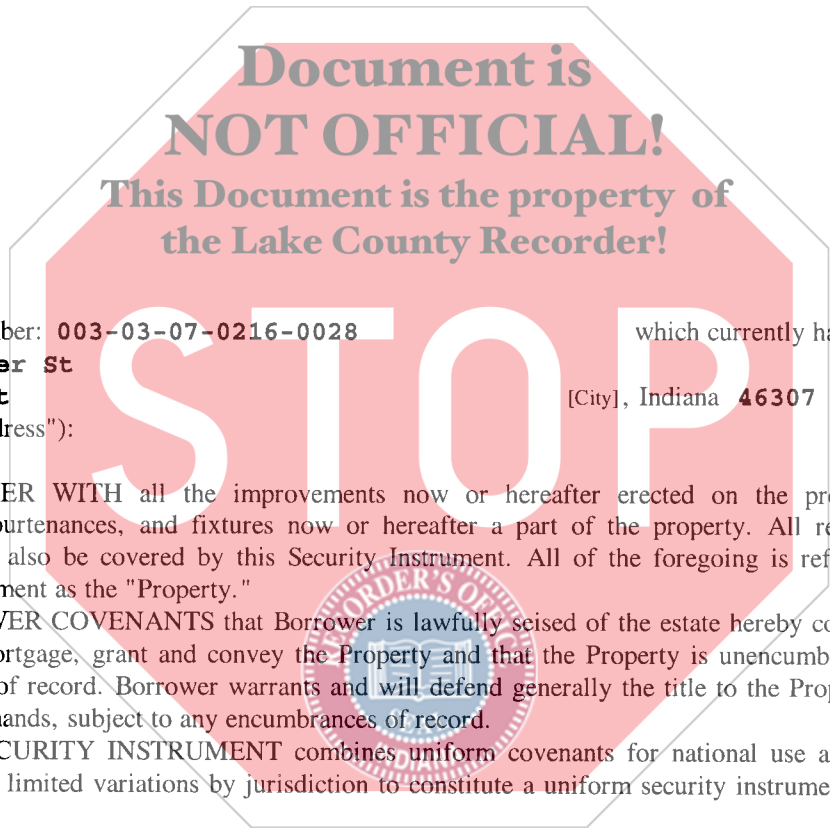 Document is
NOT OFFICIAL!
This Document is the property of
the Lake County Recorder!
STOP
ber: 003-03-07-0216-0028 which currently ha
er St
t [City], Indiana 46307
dress"):
ER WITH all the improvements now or hereafter erected on the pro
ourtenances, and fixtures now or hereafter a part of the property. All re
also be covered by this Security Instrument. All of the foregoing is ref
ment as the "Property."
VER COVENANTS that Borrower is lawfully seised of the estate hereby co
ortgage, grant and convey the Property and that the Property is unencumb
of record. Borrower warrants and will defend generally the title to the Prop
nands, subject to any encumbrances of record.
CURITY INSTRUMENT combines uniform covenants for national use a
limited variations by jurisdiction to constitute a uniform security instrume
RECORDER'S OFFICE
SEAL
INDIANA